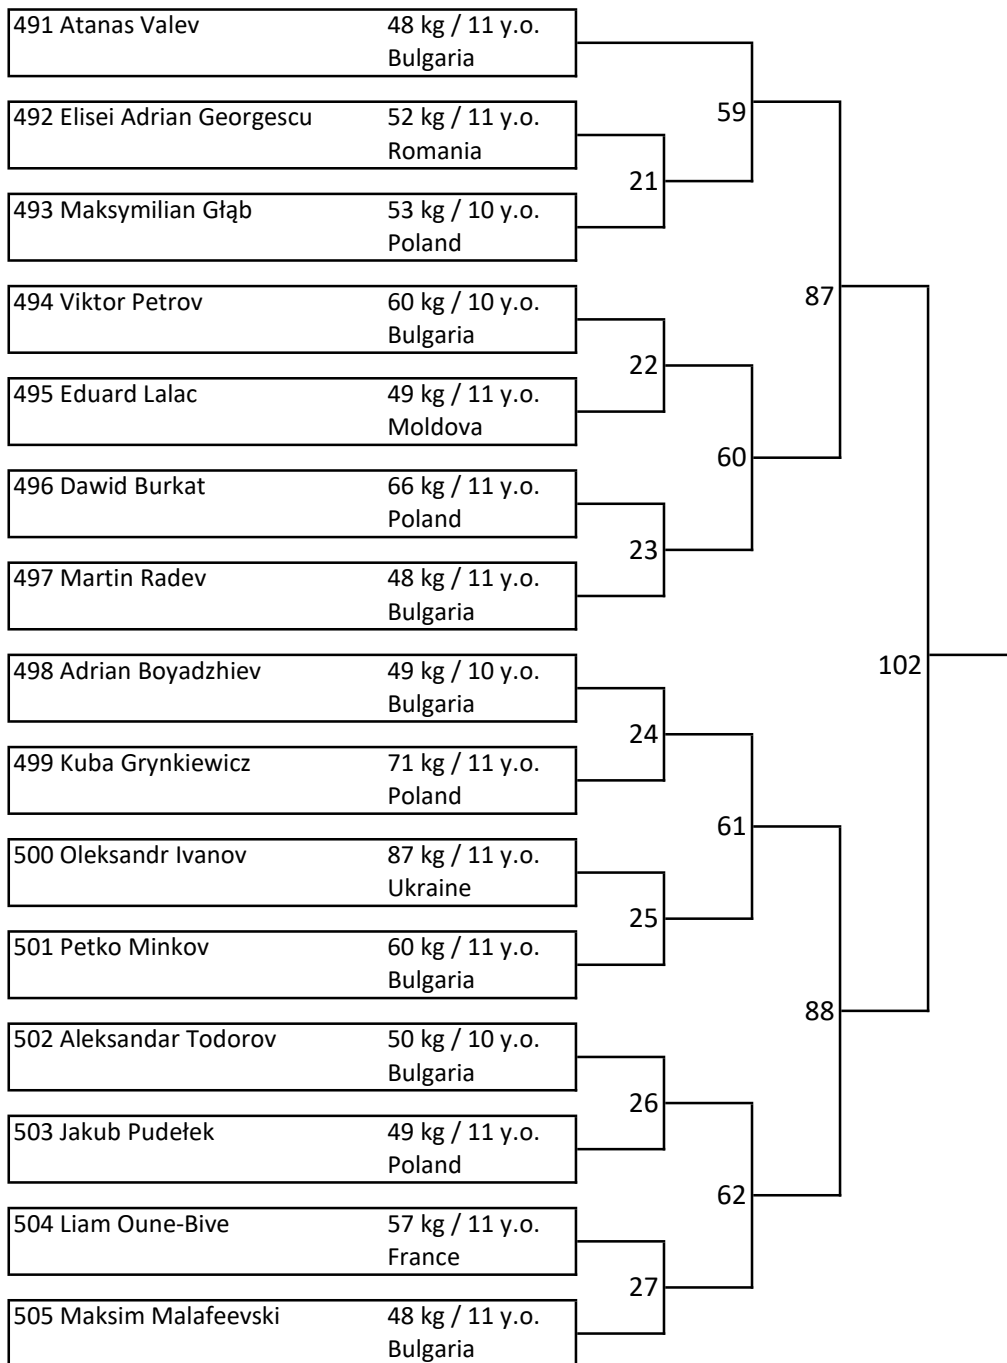 491 Atanas Valev 48 kg / 11 y.o.
Bulgaria
59
492 Elisei Adrian Georgescu 52 kg / 11 y.o.
Romania
21
493 Maksymilian Głąb 53 kg / 10 y.o.
Poland
87
494 Viktor Petrov 60 kg / 10 y.o.
Bulgaria
22
495 Eduard Lalac 49 kg / 11 y.o.
Moldova
60
496 Dawid Burkat 66 kg / 11 y.o.
Poland
23
497 Martin Radev 48 kg / 11 y.o.
Bulgaria
102
498 Adrian Boyadzhiev 49 kg / 10 y.o.
Bulgaria
24
499 Kuba Grynkiewicz 71 kg / 11 y.o.
Poland
61
500 Oleksandr Ivanov 87 kg / 11 y.o.
Ukraine
25
501 Petko Minkov 60 kg / 11 y.o.
Bulgaria
88
502 Aleksandar Todorov 50 kg / 10 y.o.
Bulgaria
26
503 Jakub Pudełek 49 kg / 11 y.o.
Poland
62
504 Liam Oune-Bive 57 kg / 11 y.o.
France
27
505 Maksim Malafeevski 48 kg / 11 y.o.
Bulgaria